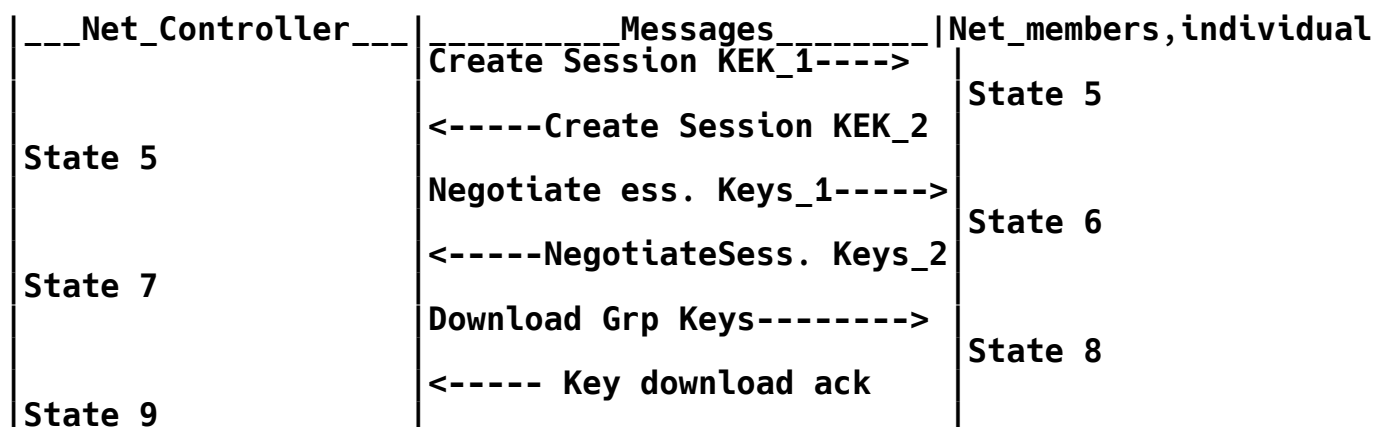 |___Net_Controller___|__________Messages________|Net_members,individual
|                    |Create Session KEK_1---->  |
|                    |                           |State 5
|                    |<-----Create Session KEK_2 |
|State 5             |                           |
|                    |Negotiate ess. Keys_1----->|
|                    |                           |State 6
|                    |<-----NegotiateSess. Keys_2|
|State 7             |                           |
|                    |Download Grp Keys--------> |
|                    |                           |State 8
|                    |<----- Key download ack    |
|State 9             |                           |